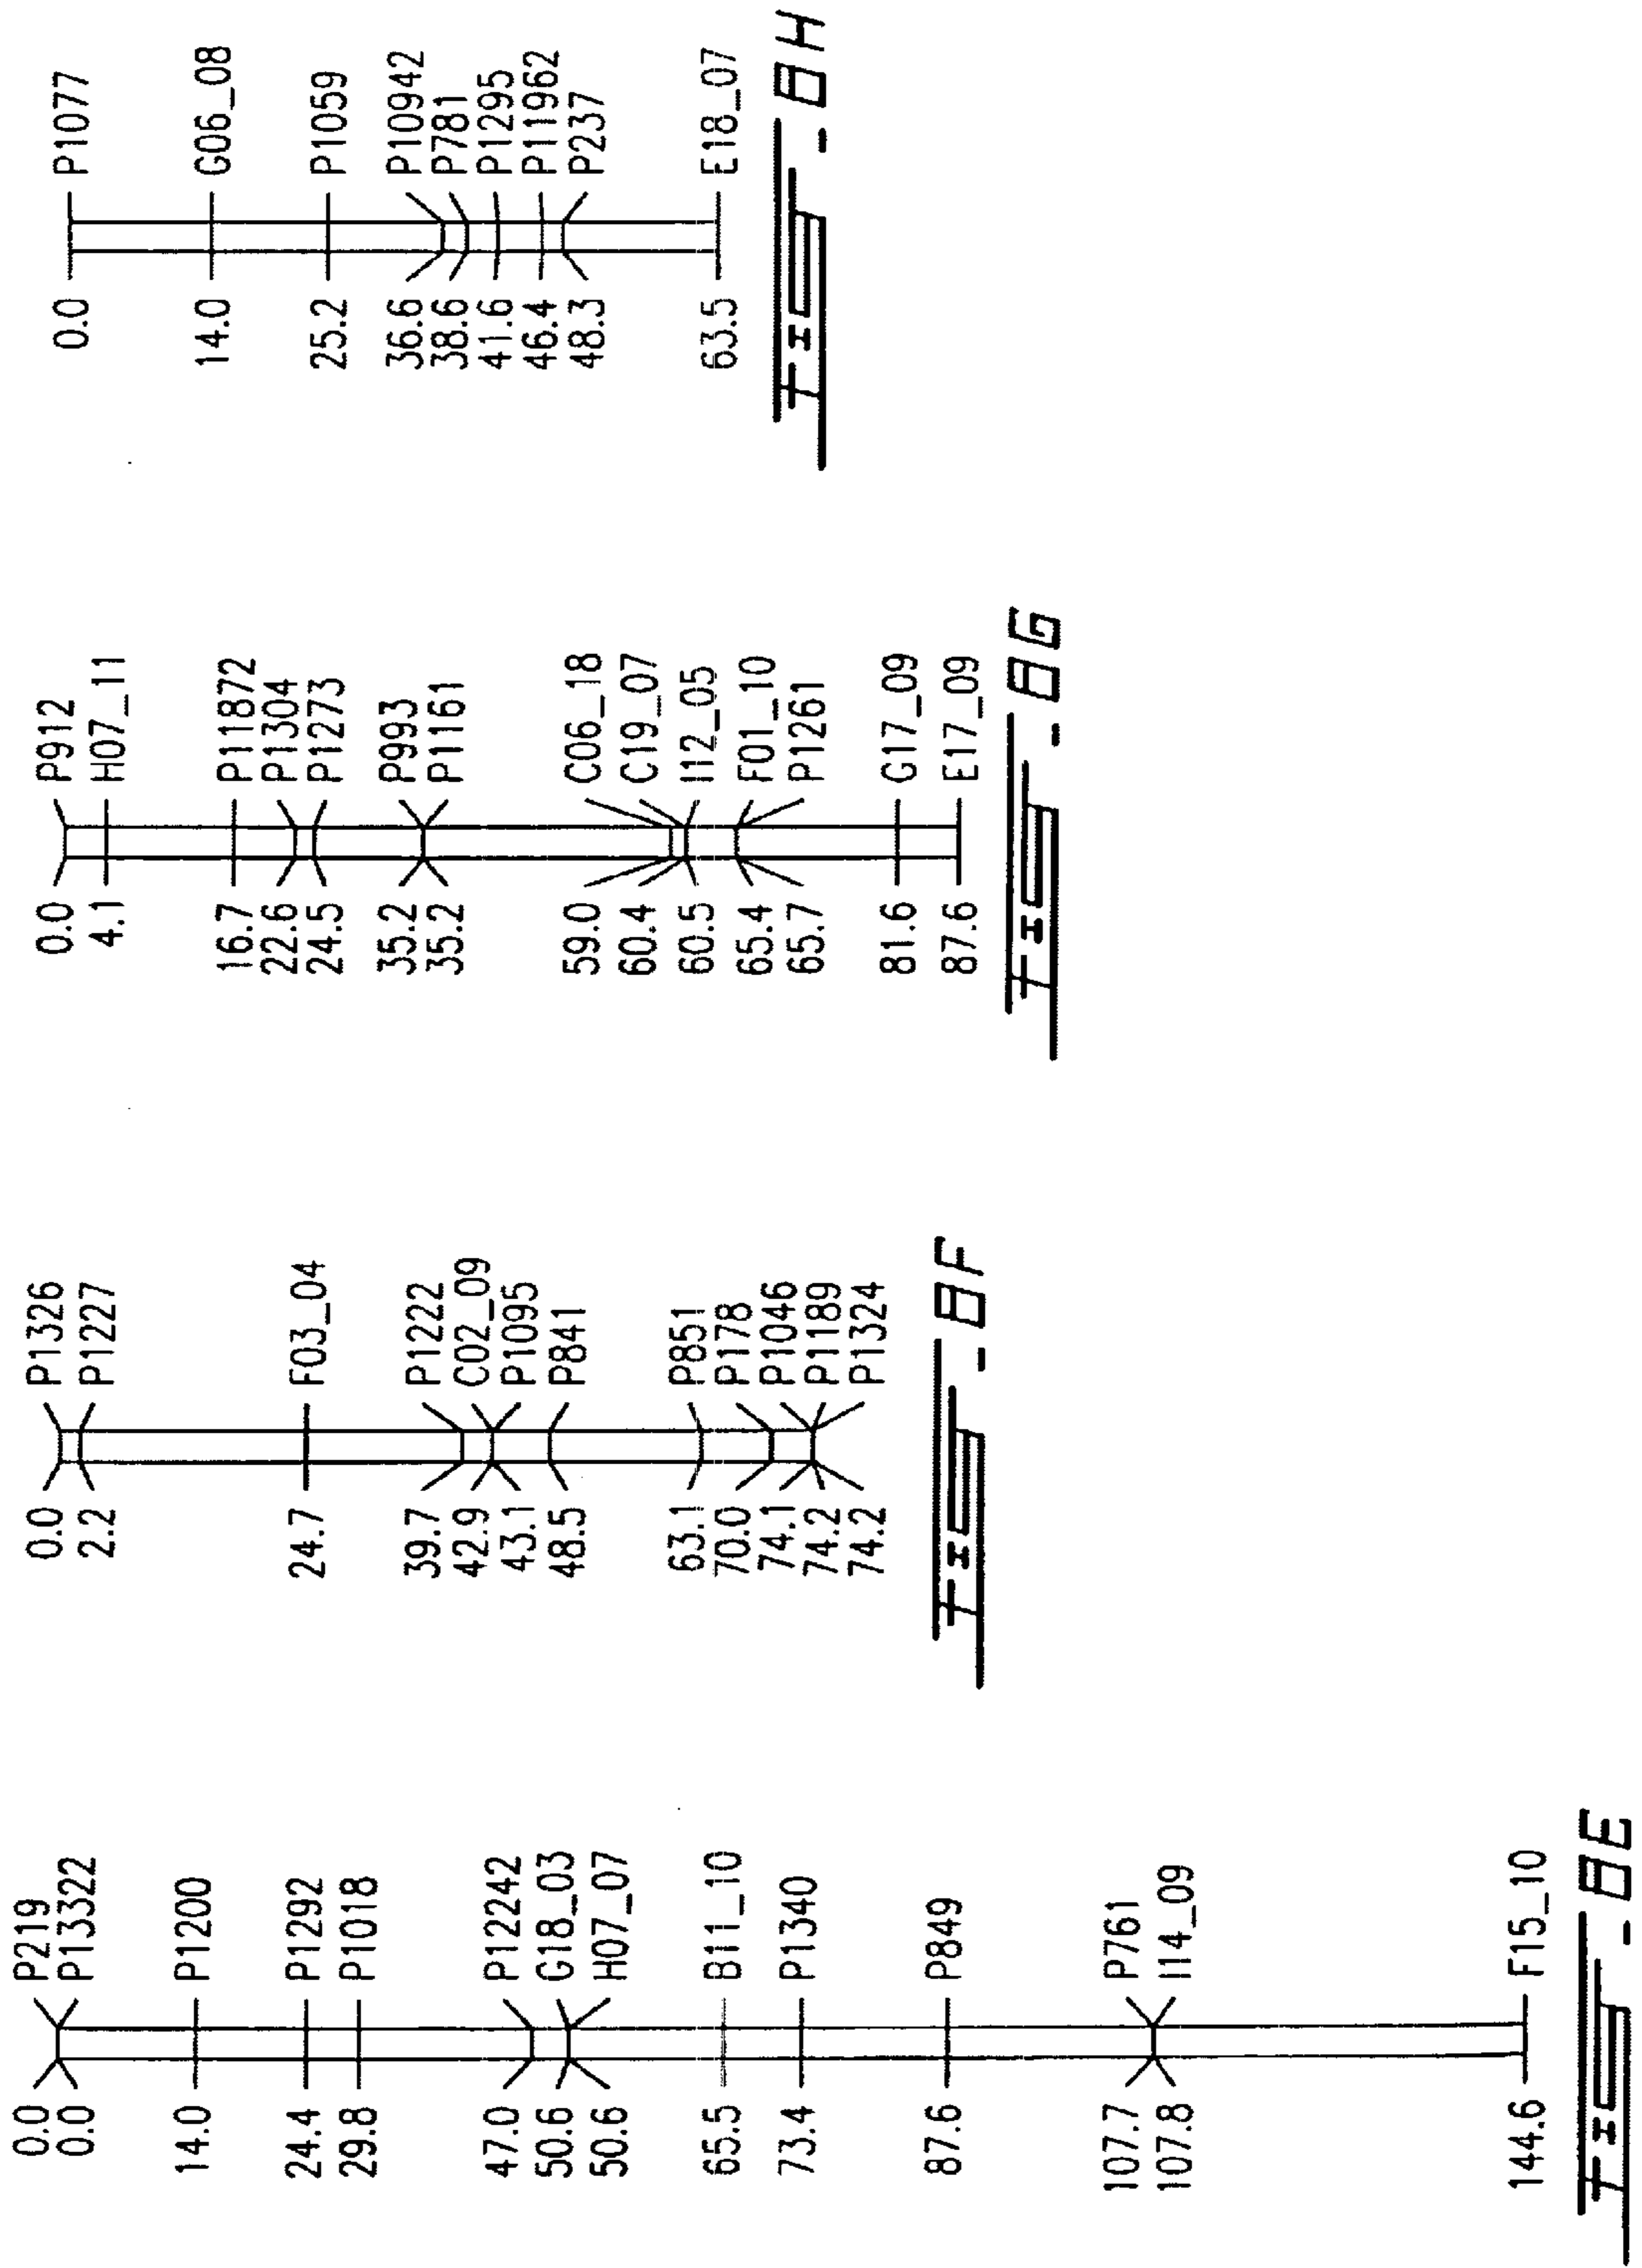 0.0 P219
0.0 P13322
14.0 P1200
24.4 P1292
29.8 P1018
47.0 P12242
50.6 G18_03
50.6 H07_07
65.5 B11_10
73.4 P1340
87.6 P849
107.7 P761
107.8 I14_09
144.6 F15_10
FIG-8E
0.0 P1326
2.2 P1227
24.7 F03_04
39.7 P1222
42.9 C02_09
43.1 P1095
48.5 P841
63.1 P851
70.0 P178
74.1 P1046
74.2 P1189
74.2 P1324
FIG-8F
0.0 P912
4.1 H07_11
16.7 P11872
22.6 P1304
24.5 P1273
35.2 P993
35.2 P1161
59.0 C06_18
60.4 C19_07
60.5 I12_05
65.4 F01_10
65.7 P1261
81.6 G17_09
87.6 E17_09
FIG-8G
0.0 P1077
14.0 G06_08
25.2 P1059
36.6 P10942
38.6 P781
41.6 P1295
46.4 P11962
48.3 P237
63.5 E18_07
FIG-8H